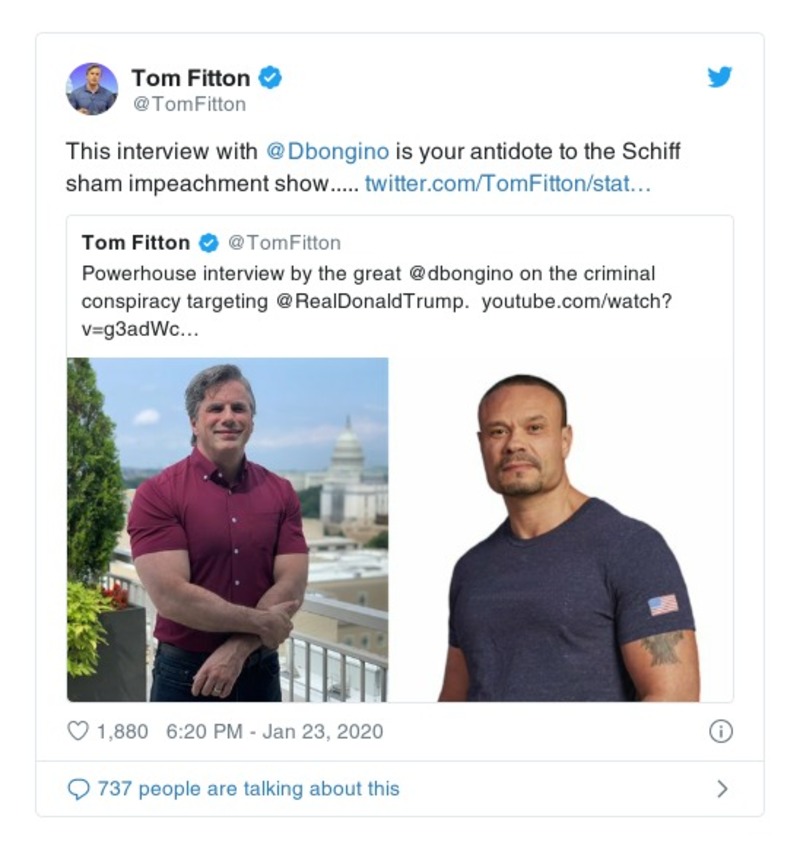 Tom Fitton
@TomFitton
This interview with @Dbongino is your antidote to the Schiff
sham impeachment show..... twitter.com/TomFitton/stat…
Tom Fitton @TomFitton
Powerhouse interview by the great @dbongino on the criminal
conspiracy targeting @RealDonaldTrump. youtube.com/watch?
v=g3adWc…
1,880 6:20 PM - Jan 23, 2020
737 people are talking about this